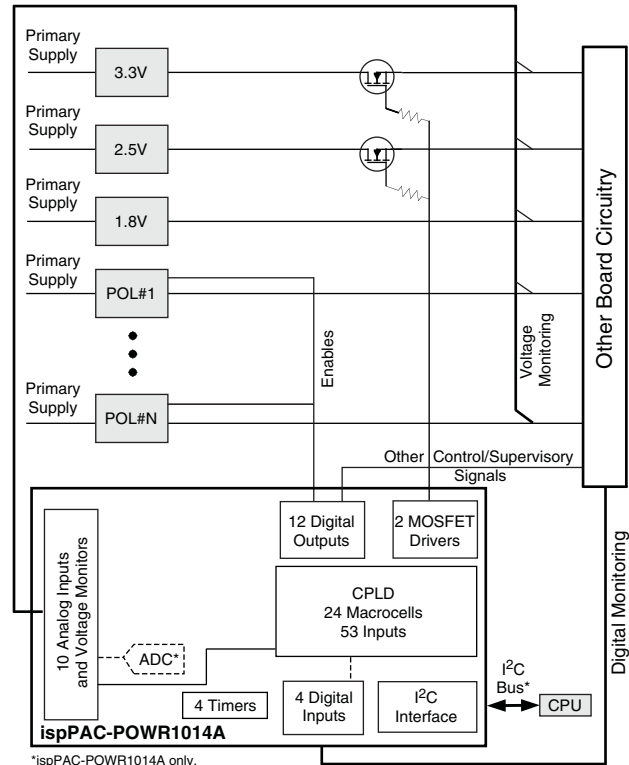 Primary
Supply
3.3V
Primary
Supply
2.5V
Primary
Supply
1.8V
Primary
Supply
POL#1
Primary
Supply
POL#N
Enables
Voltage
Monitoring
Other Board Circuitry
Other Control/Supervisory
Signals
12 Digital
Outputs
2 MOSFET
Drivers
10 Analog Inputs
and Voltage Monitors
CPLD
24 Macrocells
53 Inputs
ADC*
4 Timers
4 Digital
Inputs
I2C
Interface
I2C
Bus*
CPU
Digital Monitoring
ispPAC-POWR1014A
*ispPAC-POWR1014A only.